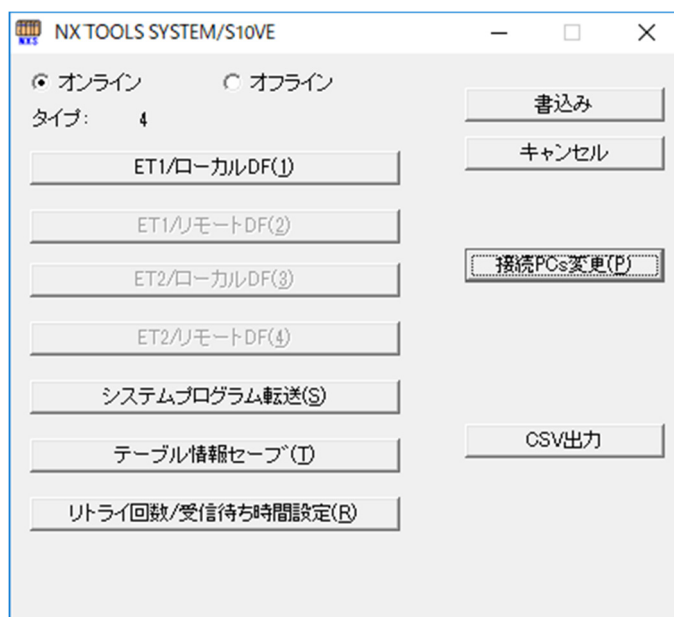 NXS
NX TOOLS SYSTEM/S10VE
オンライン
オフライン
タイプ: 4
書込み
キャンセル
ET1/ローカルDF(1)
ET1/リモートDF(2)
接続PCs変更(P)
ET2/ローカルDF(3)
ET2/リモートDF(4)
システムプログラム転送(S)
テーブル情報セーブ(T)
CSV出力
リトライ回数/受信待ち時間設定(R)